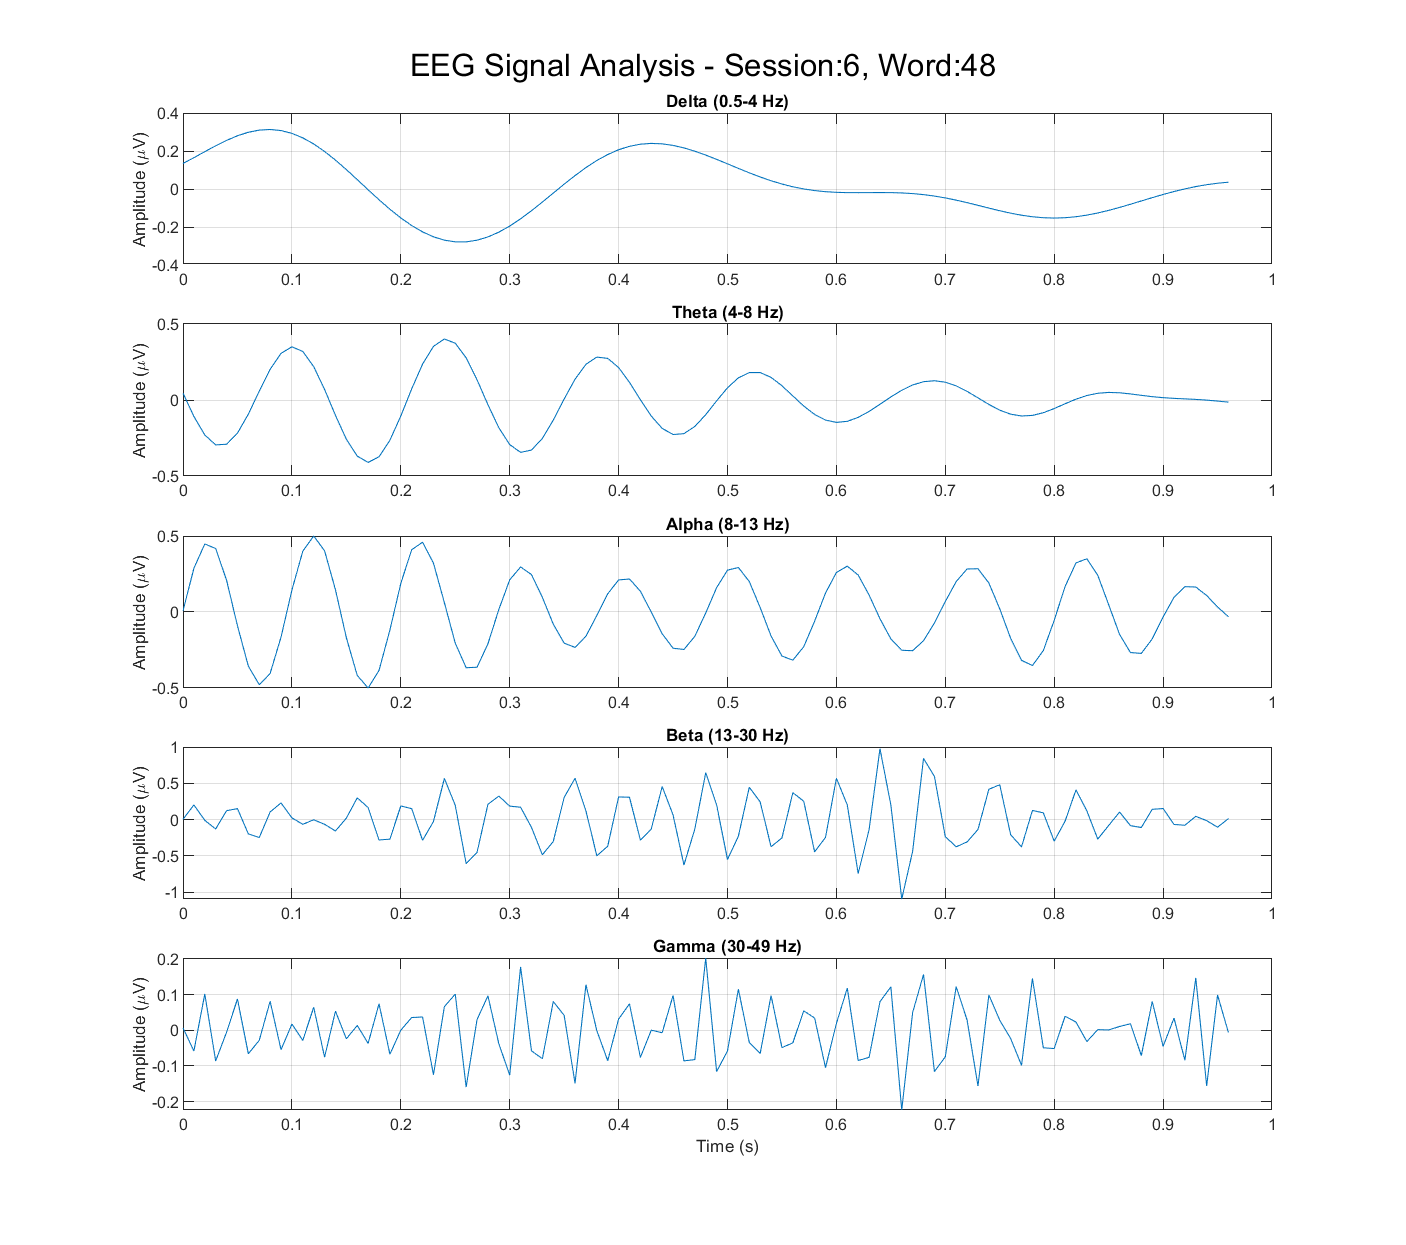 EEG Signal Analysis - Session:6, Word:48
Delta (0.5-4 Hz)
Amplitude (μV)
0.4
0.2
0
-0.2
-0.4
0 0.1 0.2 0.3 0.4 0.5 0.6 0.7 0.8 0.9 1
Theta (4-8 Hz)
Amplitude (μV)
0.5
0
-0.5
0 0.1 0.2 0.3 0.4 0.5 0.6 0.7 0.8 0.9 1
Alpha (8-13 Hz)
Amplitude (μV)
0.5
0
-0.5
0 0.1 0.2 0.3 0.4 0.5 0.6 0.7 0.8 0.9 1
Beta (13-30 Hz)
Amplitude (μV)
1
0.5
0
-0.5
-1
0 0.1 0.2 0.3 0.4 0.5 0.6 0.7 0.8 0.9 1
Gamma (30-49 Hz)
Amplitude (μV)
0.2
0.1
0
-0.1
-0.2
0 0.1 0.2 0.3 0.4 0.5 0.6 0.7 0.8 0.9 1
Time (s)